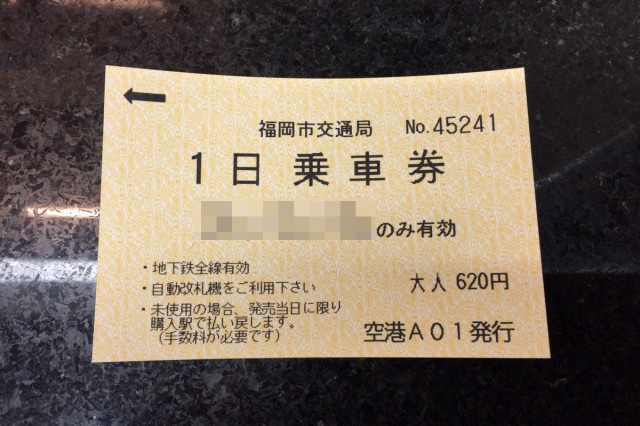 ←
福岡市交通局 No.45241
1日乗車券
のみ有効
・地下鉄全線有効
・自動改札機をご利用下さい 大人 620円
・未使用の場合、発売当日に限り
購入駅で払い戻します。
(手数料が必要です)
空港A01発行